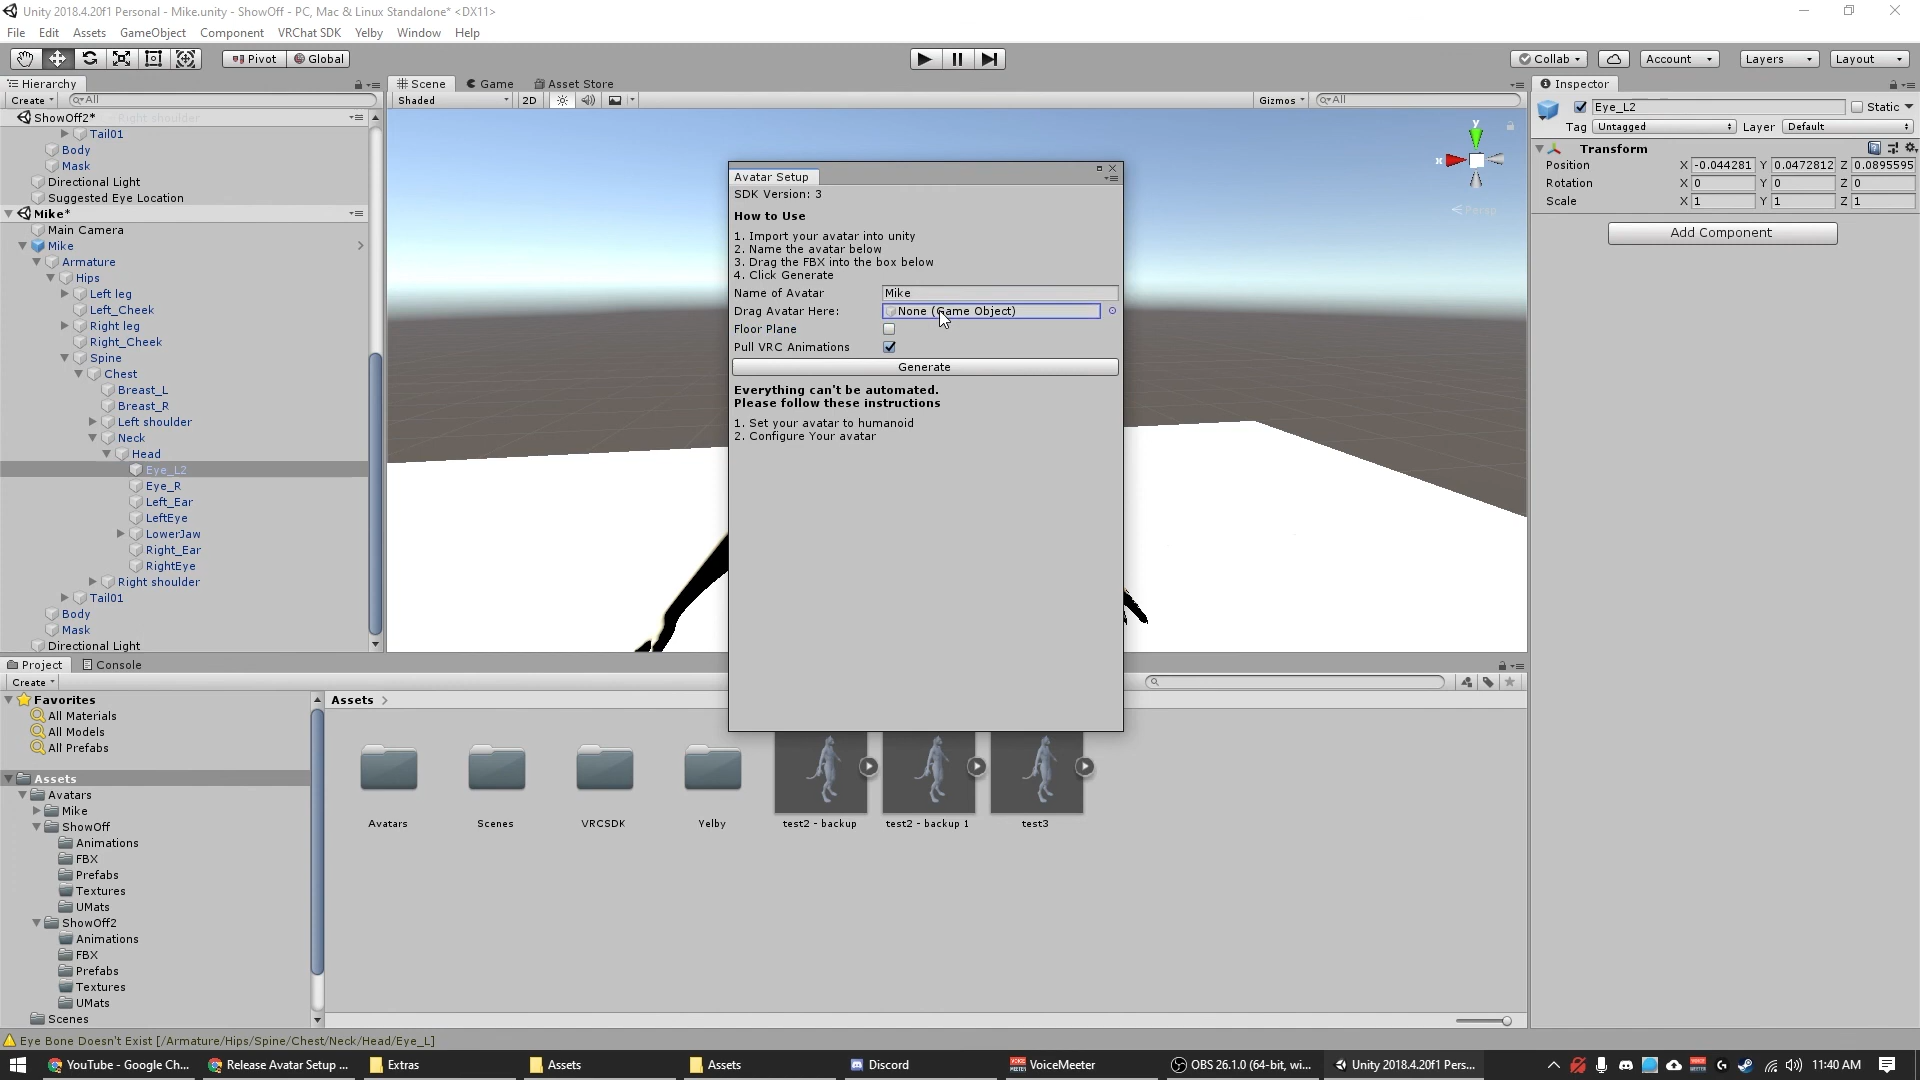 Unity 2018.4.20f1 Personal - Mike.unity - ShowOff - PC, Mac & Linux Standalone* <DX11>
File Edit Assets GameObject Component VRChat SDK Yelby Window Help
Pivot Global Collab Account Layers Layout
Hierarchy
Create All
ShowOff2*
Right shoulder
Tail01
Body
Mask
Directional Light
Suggested Eye Location
Mike*
Main Camera
Mike
Armature
Hips
Left leg
Left_Cheek
Right leg
Right_Cheek
Spine
Chest
Breast_L
Breast_R
Left shoulder
Neck
Head
Eye_L2
Eye_R
Left_Ear
LeftEye
LowerJaw
Right_Ear
RightEye
Right shoulder
Tail01
Body
Mask
Directional Light
Scene Game Asset Store
Shaded 2D Gizmos All
y
x
Persp
Avatar Setup
SDK Version: 3
How to Use
1. Import your avatar into unity
2. Name the avatar below
3. Drag the FBX into the box below
4. Click Generate
Name of Avatar Mike
Drag Avatar Here: None (Game Object)
Floor Plane
Pull VRC Animations
Generate
Everything can't be automated.
Please follow these instructions
1. Set your avatar to humanoid
2. Configure Your avatar
Inspector
Eye_L2 Static
Tag Untagged Layer Default
Transform
Position X -0.044281 Y 0.0472812 Z 0.0895595
Rotation X 0 Y 0 Z 0
Scale X 1 Y 1 Z 1
Add Component
Project Console
Create
Favorites
All Materials
All Models
All Prefabs
Assets
Avatars
Mike
ShowOff
Animations
FBX
Prefabs
Textures
UMats
ShowOff2
Animations
FBX
Prefabs
Textures
UMats
Scenes
Assets
Avatars Scenes VRCSDK Yelby test2 - backup test2 - backup 1 test3
Eye Bone Doesn't Exist [/Armature/Hips/Spine/Chest/Neck/Head/Eye_L]
YouTube - Google Ch... Release Avatar Setup ... Extras Assets Assets Discord VoiceMeeter OBS 26.1.0 (64-bit, wi... Unity 2018.4.20f1 Pers... 11:40 AM